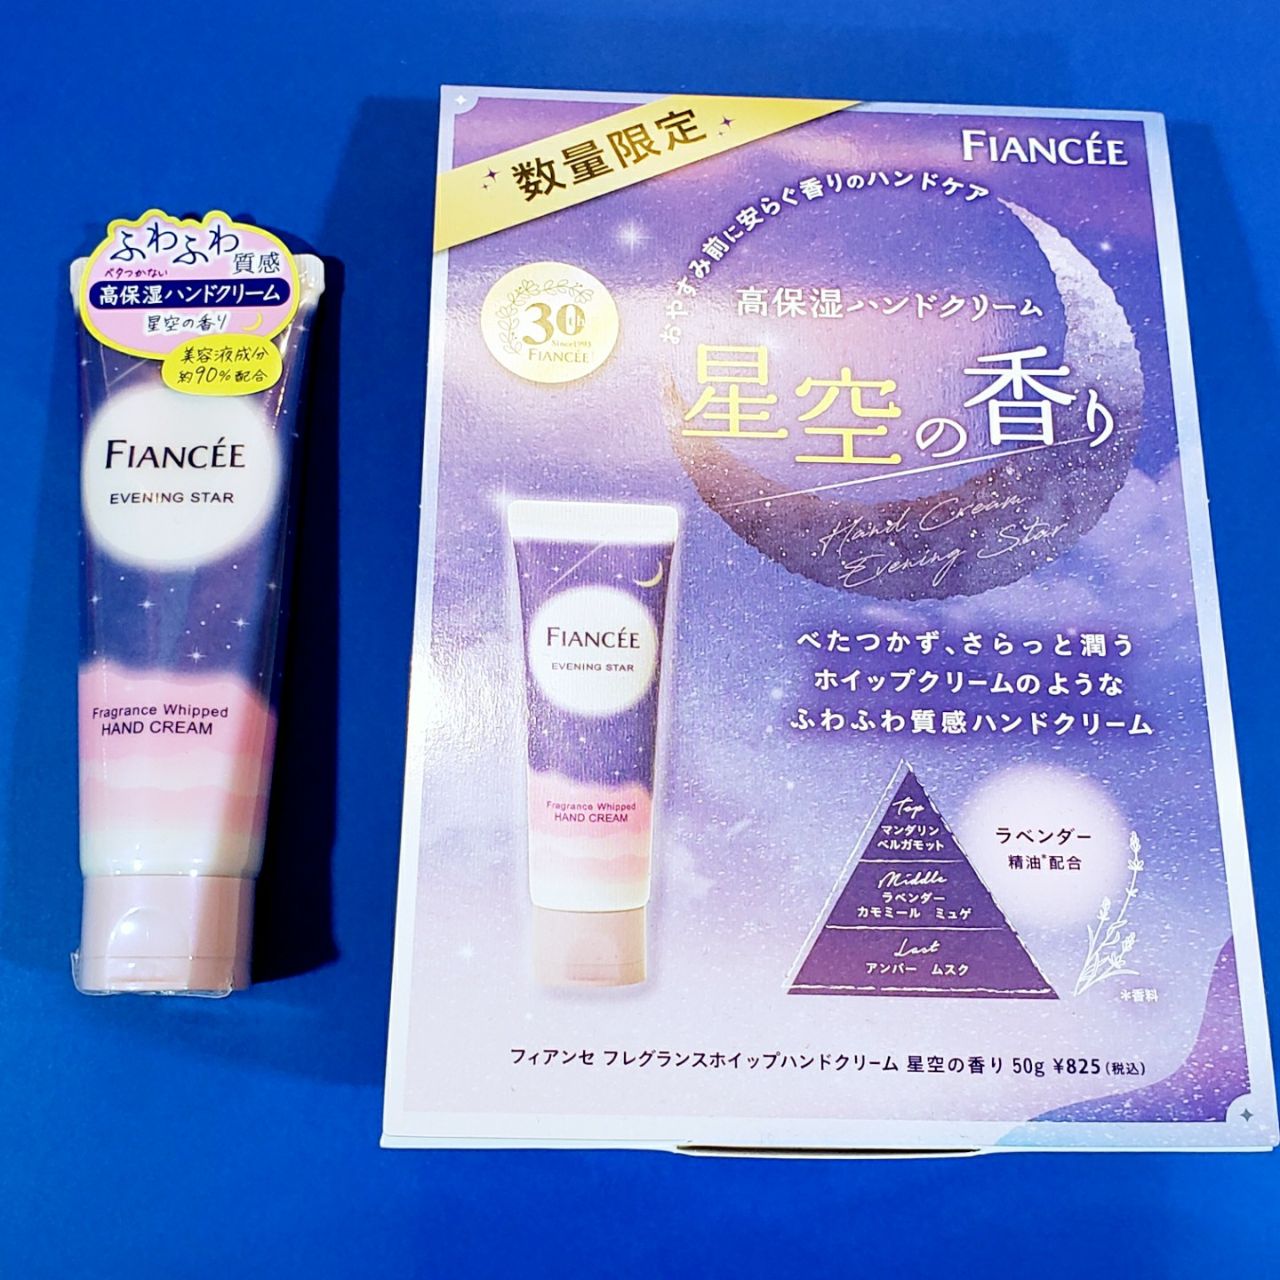 ふわふわ質感
ベタつかない
高保湿ハンドクリーム
星空の香り
美容液成分
約90%配合
FIANCÉE
EVENING STAR
Fragrance Whipped
HAND CREAM
数量限定
FIANCÉE
おやすみ前に安らぐ香りのハンドケア
30th
Since1993
FIANCÉE
高保湿ハンドクリーム
星空の香り
Hand Cream
Evening Star
FIANCÉE
EVENING STAR
Fragrance Whipped
HAND CREAM
べたつかず、さらっと潤う
ホイップクリームのような
ふわふわ質感ハンドクリーム
Top
マンダリン
ベルガモット
Middle
ラベンダー
カモミール ミュゲ
Last
アンバー ムスク
ラベンダー
精油*配合
*香料
フィアンセ フレグランスホイップハンドクリーム 星空の香り 50g ¥825(税込)